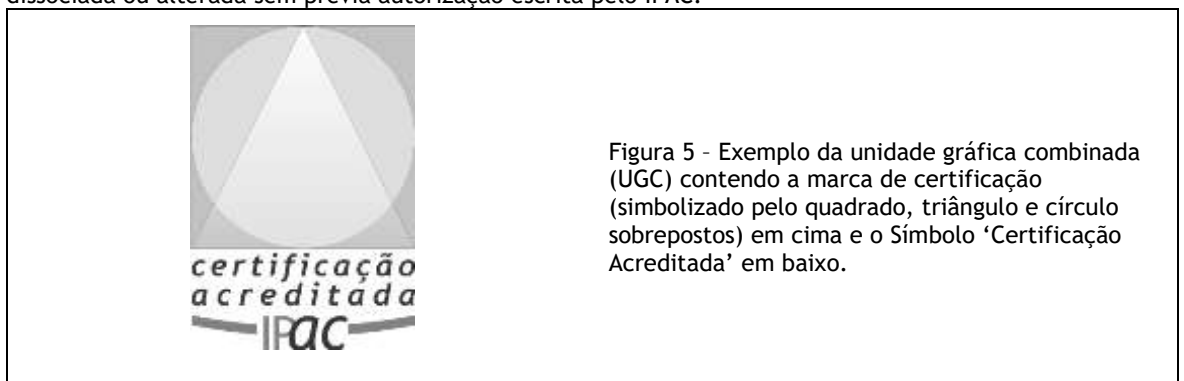 dissociada ou alterada sem prévia autorização escrita pelo IPAC.
certificação
acreditada
IPAC
Figura 5 – Exemplo da unidade gráfica combinada
(UGC) contendo a marca de certificação
(simbolizado pelo quadrado, triângulo e círculo
sobrepostos) em cima e o Símbolo ‘Certificação
Acreditada’ em baixo.